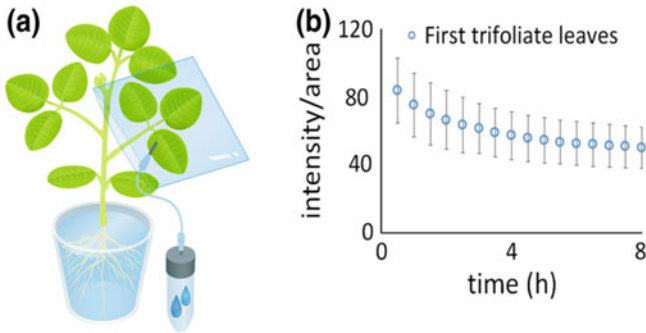 (a)
(b)
120
80
40
0
intensity/area
First trifoliate leaves
0
4
8
time (h)